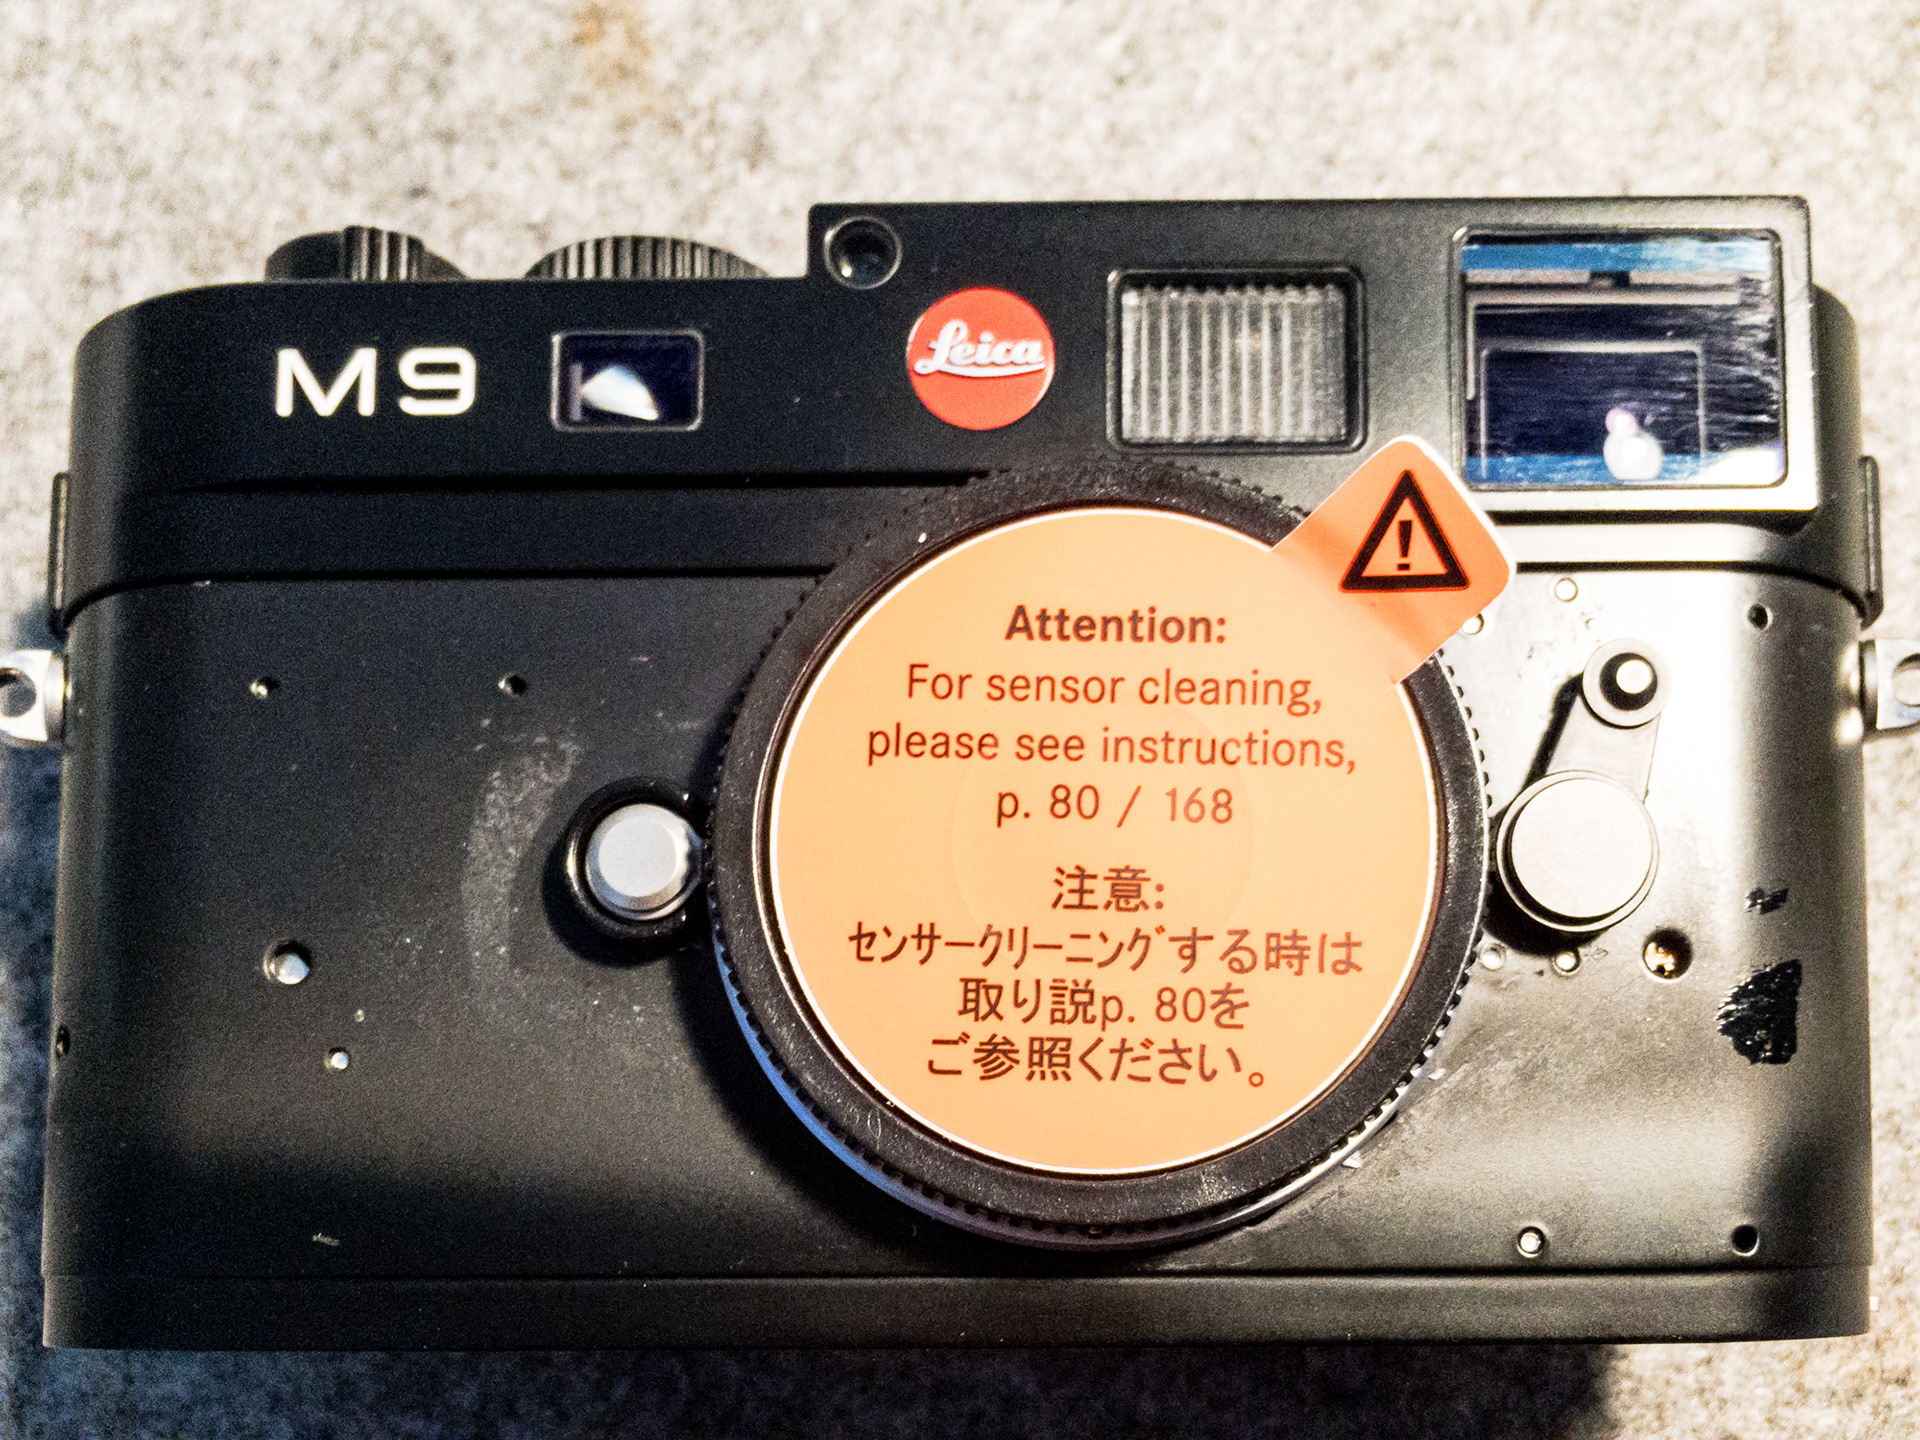 M9
Leica
Attention:
For sensor cleaning,
please see instructions,
p. 80 / 168
注意:
センサークリーニングする時は
取り説p. 80を
ご参照ください。